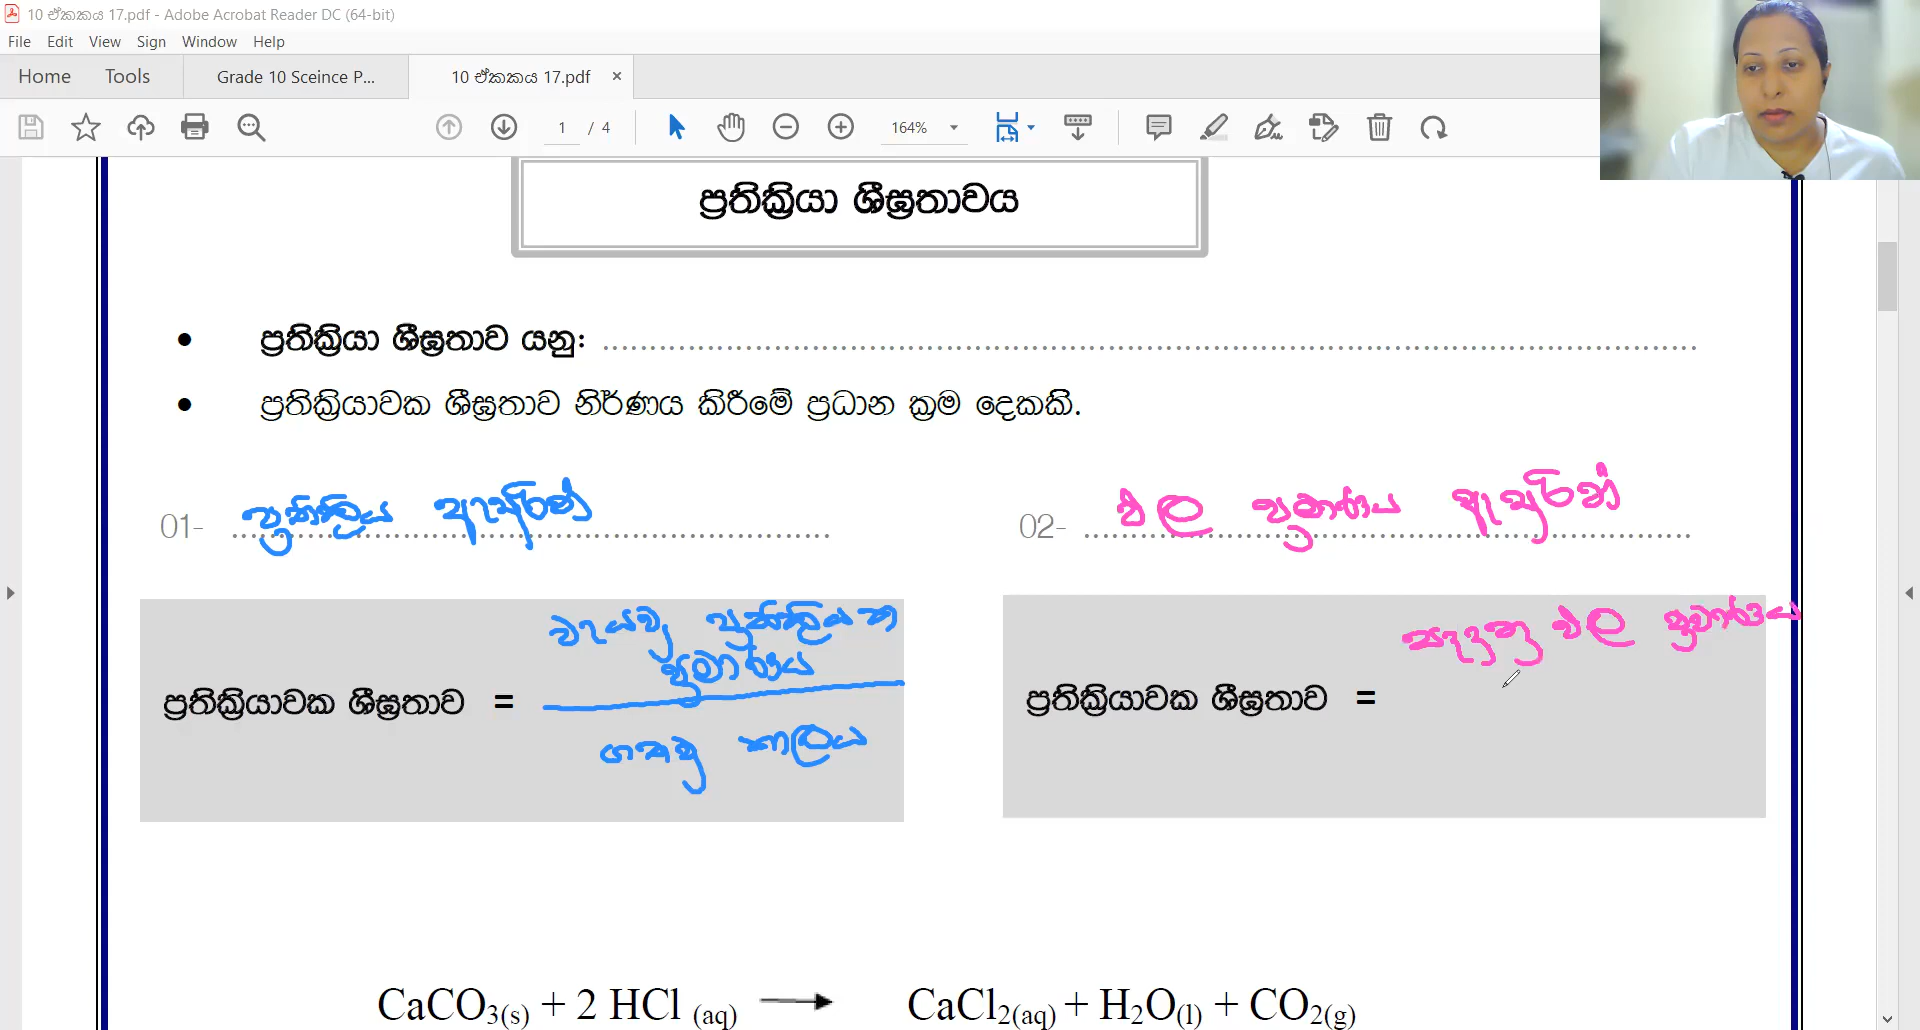 10 ඒකකය 17.pdf - Adobe Acrobat Reader DC (64-bit)
File Edit View Sign Window Help
Home Tools Grade 10 Sceince P... 10 ඒකකය 17.pdf ×
1 / 4 164%
ප්‍රතික්‍රියා ශීඝ්‍රතාවය
• ප්‍රතික්‍රියා ශීඝ්‍රතාව යනු: ....................................................................................................
• ප්‍රතික්‍රියාවක ශීඝ්‍රතාව නිර්ණය කිරීමේ ප්‍රධාන ක්‍රම දෙකකි.
01- ප්‍රතික්‍රියක ඇසුරින්
02- ඵල ප්‍රමාණය ඇසුරින්
වැයවූ ප්‍රතික්‍රියක
ප්‍රමාණය
ප්‍රතික්‍රියාවක ශීඝ්‍රතාව =
ගතවූ කාලය
සෑදුනු ඵල ප්‍රමාණය
ප්‍රතික්‍රියාවක ශීඝ්‍රතාව =
CaCO3(s) + 2 HCl (aq) → CaCl2(aq) + H2O(l) + CO2(g)